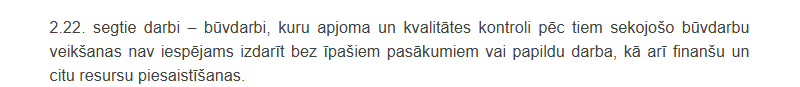 2.22. segtie darbi – būvdarbi, kuru apjoma un kvalitātes kontroli pēc tiem sekojošo būvdarbu
veikšanas nav iespējams izdarīt bez īpašiem pasākumiem vai papildu darba, kā arī finanšu un
citu resursu piesaistīšanas.